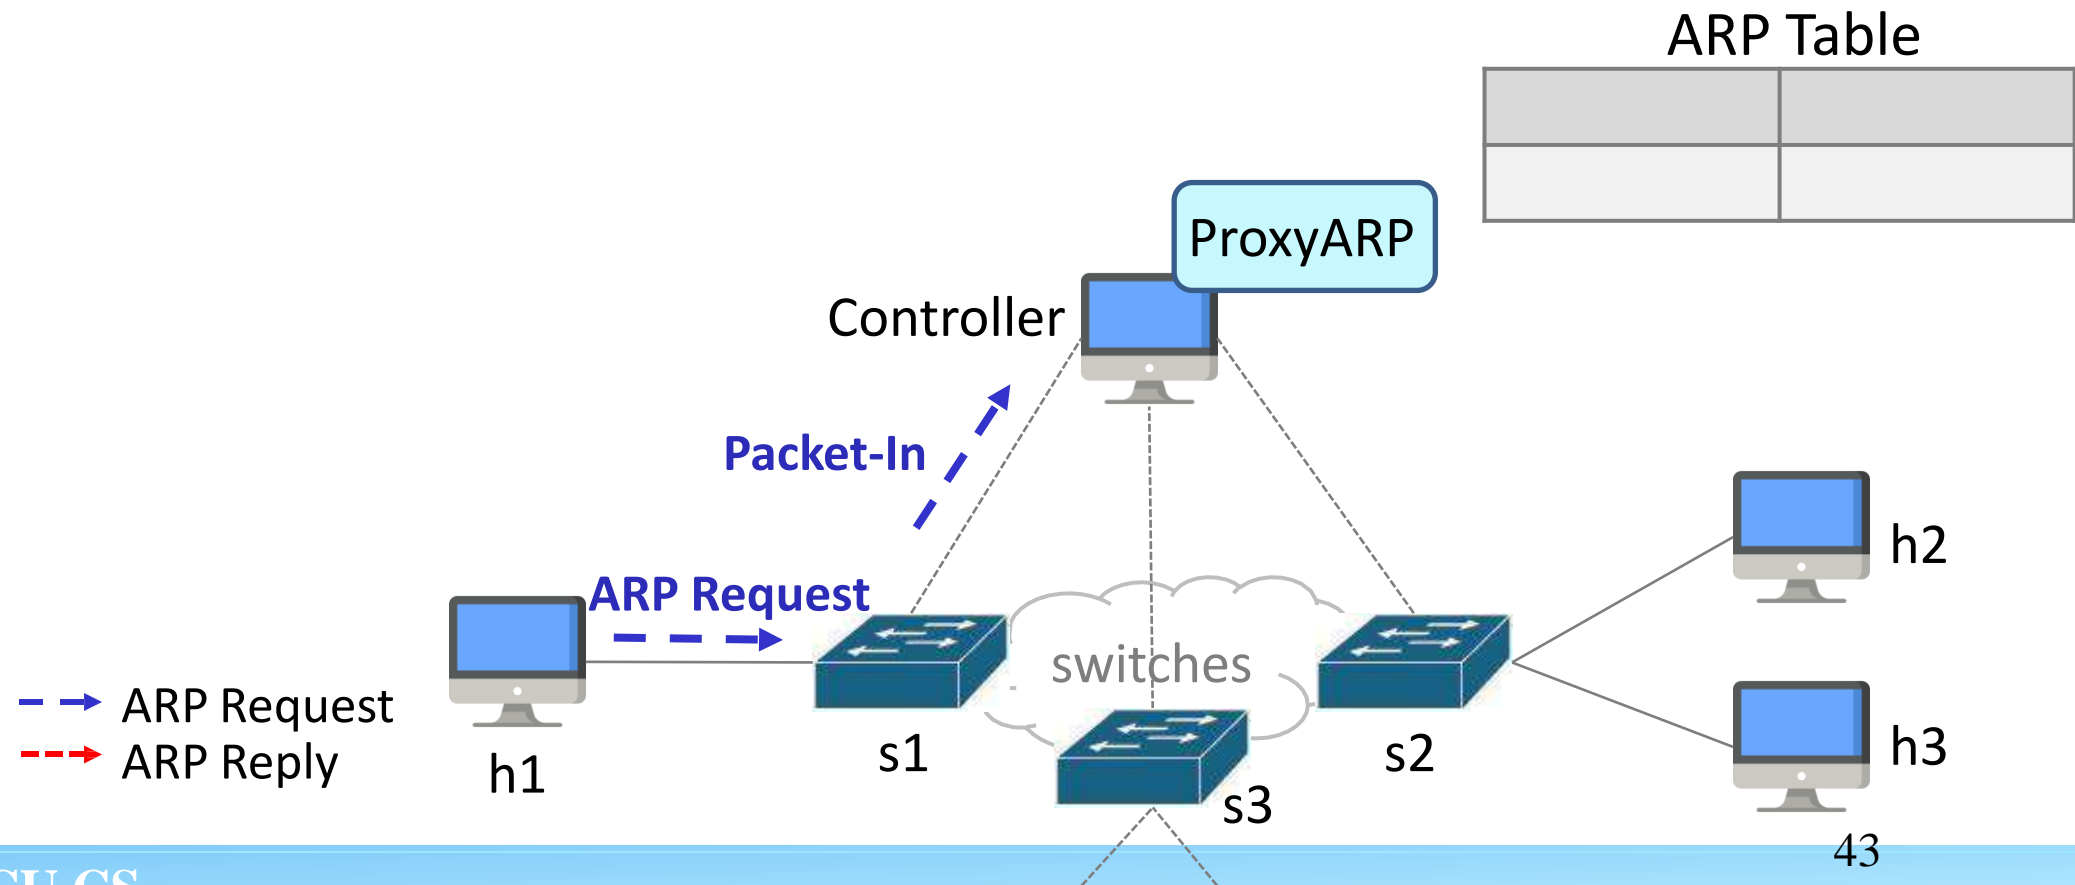 ARP Table
ProxyARP
Controller
Packet-In
ARP Request
switches
h2
h3
h1
s1
s2
s3
ARP Request
ARP Reply
43